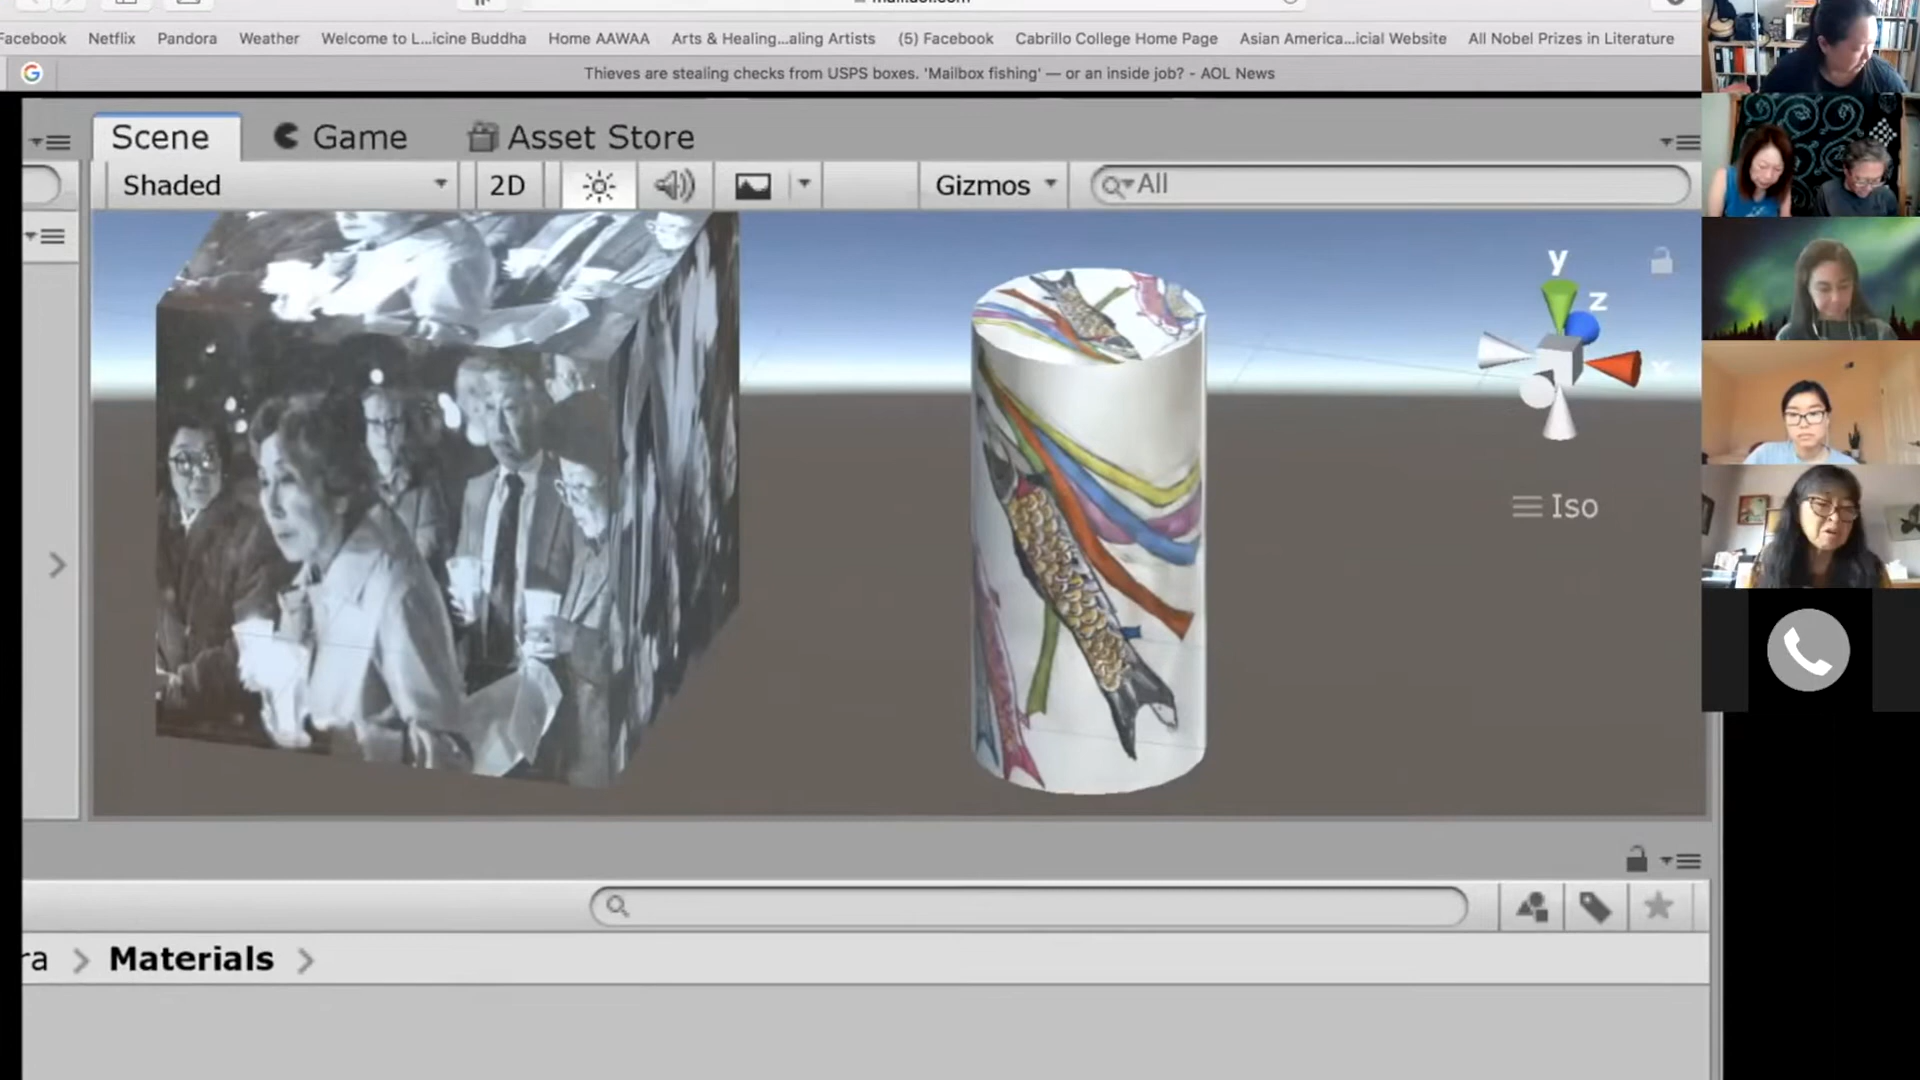 Facebook Netflix Pandora Weather Welcome to L...icine Buddha Home AAWAA Arts & Healing...aling Artists (5) Facebook Cabrillo College Home Page Asian America...icial Website All Nobel Prizes in Literature
Thieves are stealing checks from USPS boxes. 'Mailbox fishing' — or an inside job? - AOL News
Scene Game Asset Store
Shaded 2D Gizmos All
y
z
x
Iso
ra > Materials >